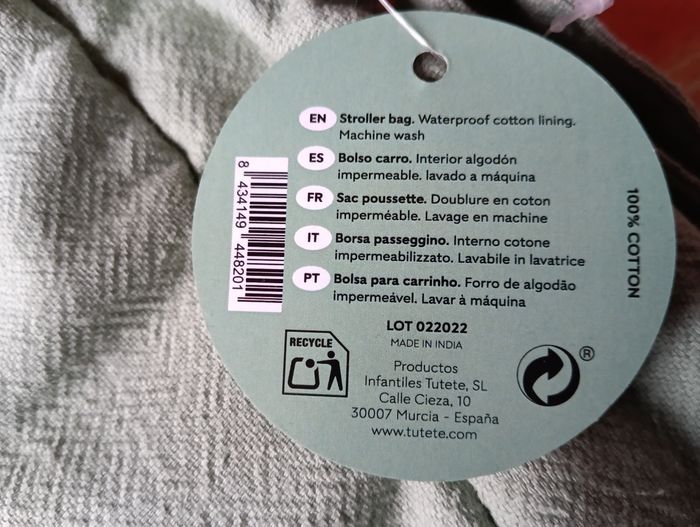 EN Stroller bag. Waterproof cotton lining.
Machine wash
ES Bolso carro. Interior algodón
impermeable. lavado a máquina
FR Sac poussette. Doublure en coton
imperméable. Lavage en machine
IT Borsa passeggino. Interno cotone
impermeabilizzato. Lavabile in lavatrice
PT Bolsa para carrinho. Forro de algodão
impermeável. Lavar à máquina
8 434149 448201
100% COTTON
LOT 022022
MADE IN INDIA
RECYCLE
Productos
Infantiles Tutete, SL
Calle Cieza, 10
30007 Murcia - España
www.tutete.com
®